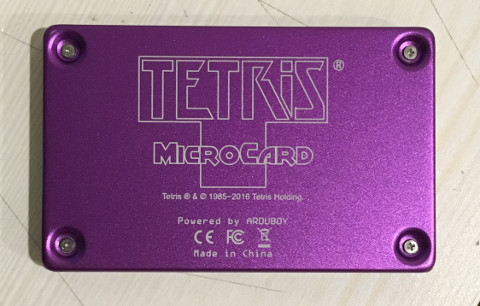 TETRiS®
MICROCARD
Tetris ® & © 1985~2016 Tetris Holding.
Powered by ARDUBOY
CE FC
Made in China